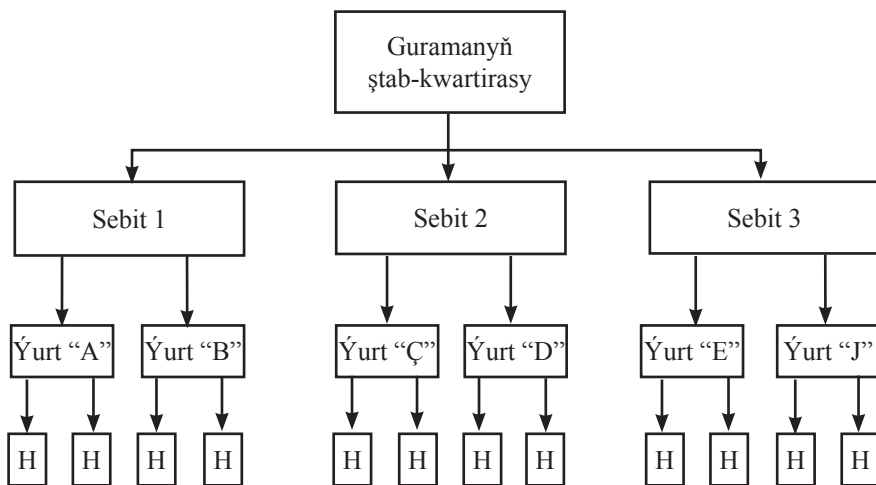 Guramanyň
ştab-kwartirasy
Sebit 1
Sebit 2
Sebit 3
Ýurt “A”
Ýurt “B”
Ýurt “Ç”
Ýurt “D”
Ýurt “E”
Ýurt “J”
H
H
H
H
H
H
H
H
H
H
H
H